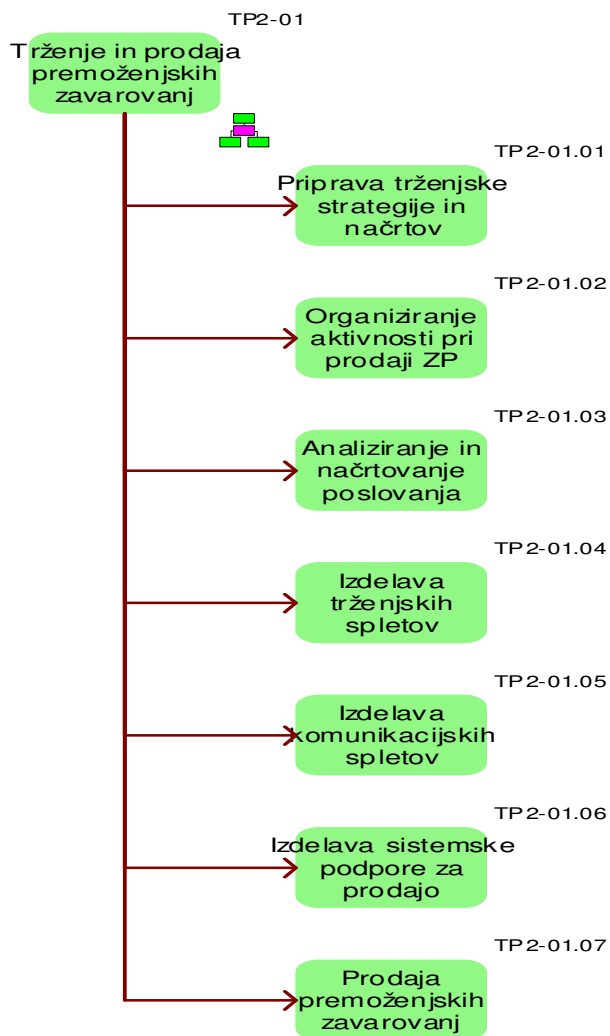 TP2-01
Trženje in prodaja
premoženjskih
zavarovanj
TP2-01.01
Priprava trženjske
strategije in
načrtov
TP2-01.02
Organiziranje
aktivnosti pri
prodaji ZP
TP2-01.03
Analiziranje in
načrtovanje
poslovanja
TP2-01.04
Izdelava
trženjskih
spletov
TP2-01.05
Izdelava
komunikacijskih
spletov
TP2-01.06
Izdelava sistemske
podpore za
prodajo
TP2-01.07
Prodaja
premoženjskih
zavarovanj